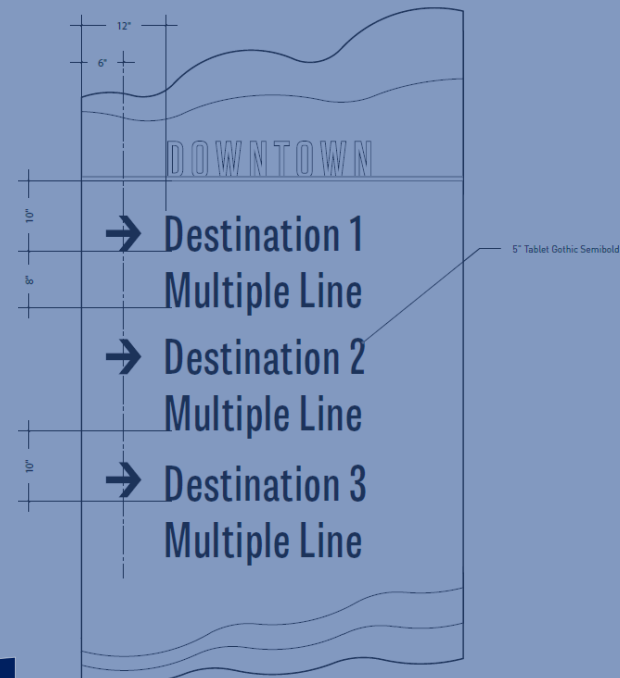 12"
6"
DOWNTOWN
10"
→ Destination 1
5" Tablet Gothic Semibold
8"
Multiple Line
→ Destination 2
Multiple Line
10"
→ Destination 3
Multiple Line